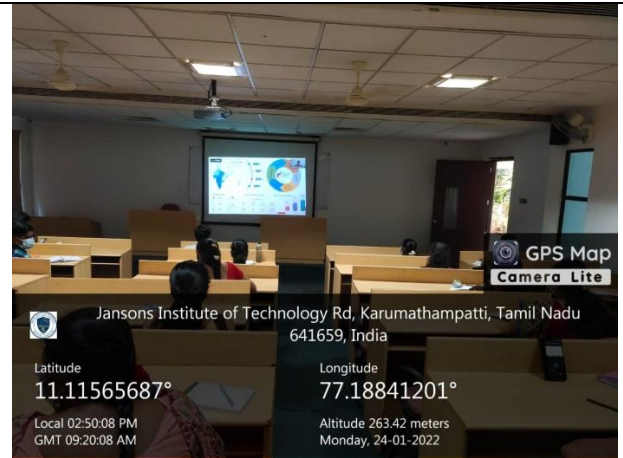 GPS Map
Camera Lite
Jansons Institute of Technology Rd, Karumathampatti, Tamil Nadu
641659, India
Latitude
11.11565687°
Longitude
77.18841201°
Local 02:50:08 PM
GMT 09:20:08 AM
Altitude 263.42 meters
Monday, 24-01-2022